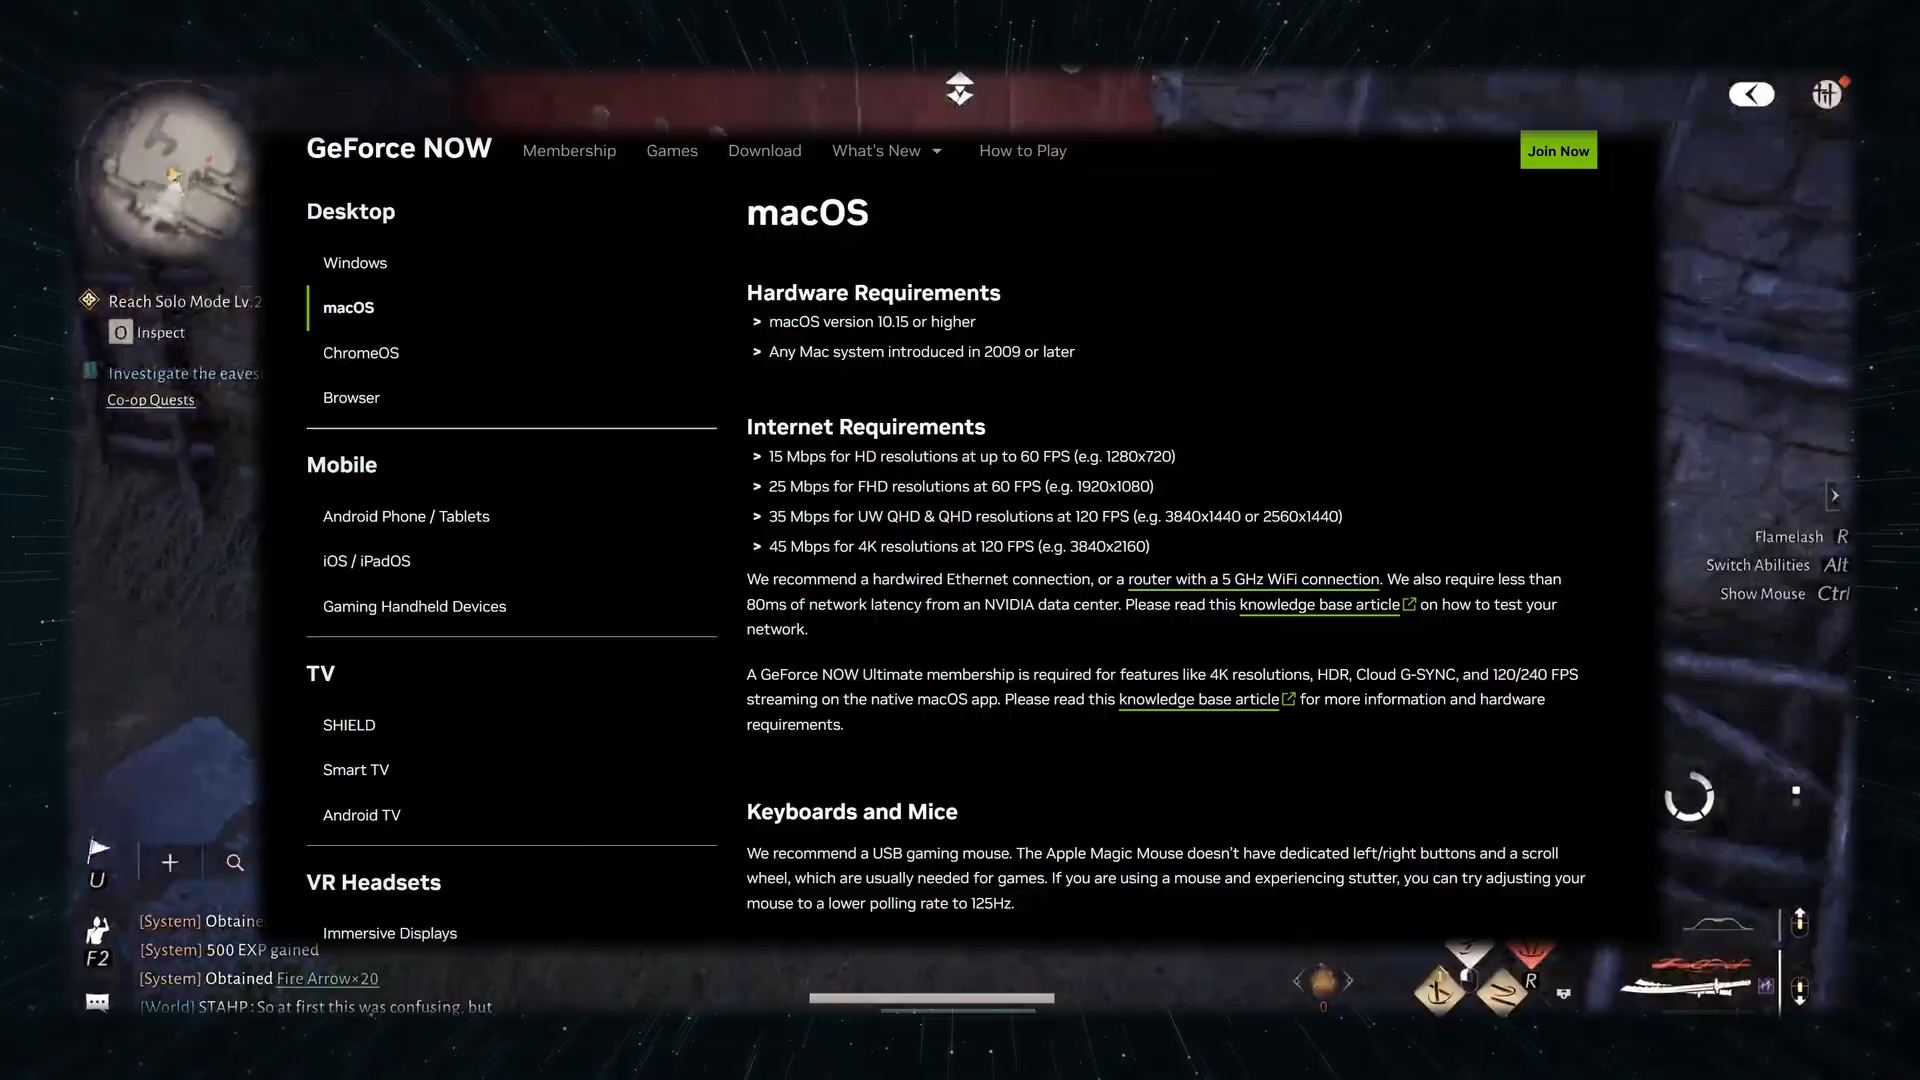 GeForce NOW
Membership
Games
Download
What's New
How to Play
Join Now
Desktop
Windows
macOS
ChromeOS
Browser
Mobile
Android Phone / Tablets
iOS / iPadOS
Gaming Handheld Devices
TV
SHIELD
Smart TV
Android TV
VR Headsets
Immersive Displays
macOS
Hardware Requirements
> macOS version 10.15 or higher
> Any Mac system introduced in 2009 or later
Internet Requirements
> 15 Mbps for HD resolutions at up to 60 FPS (e.g. 1280x720)
> 25 Mbps for FHD resolutions at 60 FPS (e.g. 1920x1080)
> 35 Mbps for UW QHD & QHD resolutions at 120 FPS (e.g. 3840x1440 or 2560x1440)
> 45 Mbps for 4K resolutions at 120 FPS (e.g. 3840x2160)
We recommend a hardwired Ethernet connection, or a router with a 5 GHz WiFi connection. We also require less than
80ms of network latency from an NVIDIA data center. Please read this knowledge base article on how to test your
network.
A GeForce NOW Ultimate membership is required for features like 4K resolutions, HDR, Cloud G-SYNC, and 120/240 FPS
streaming on the native macOS app. Please read this knowledge base article for more information and hardware
requirements.
Keyboards and Mice
We recommend a USB gaming mouse. The Apple Magic Mouse doesn't have dedicated left/right buttons and a scroll
wheel, which are usually needed for games. If you are using a mouse and experiencing stutter, you can try adjusting your
mouse to a lower polling rate to 125Hz.
Reach Solo Mode Lv.2
O Inspect
Investigate the eaves
Co-op Quests
Flamelash R
Switch Abilities Alt
Show Mouse Ctrl
U
F2
[System] Obtaine
[System] 500 EXP gained
[System] Obtained Fire Arrow×20
[World] STAHP: So at first this was confusing, but
0
R